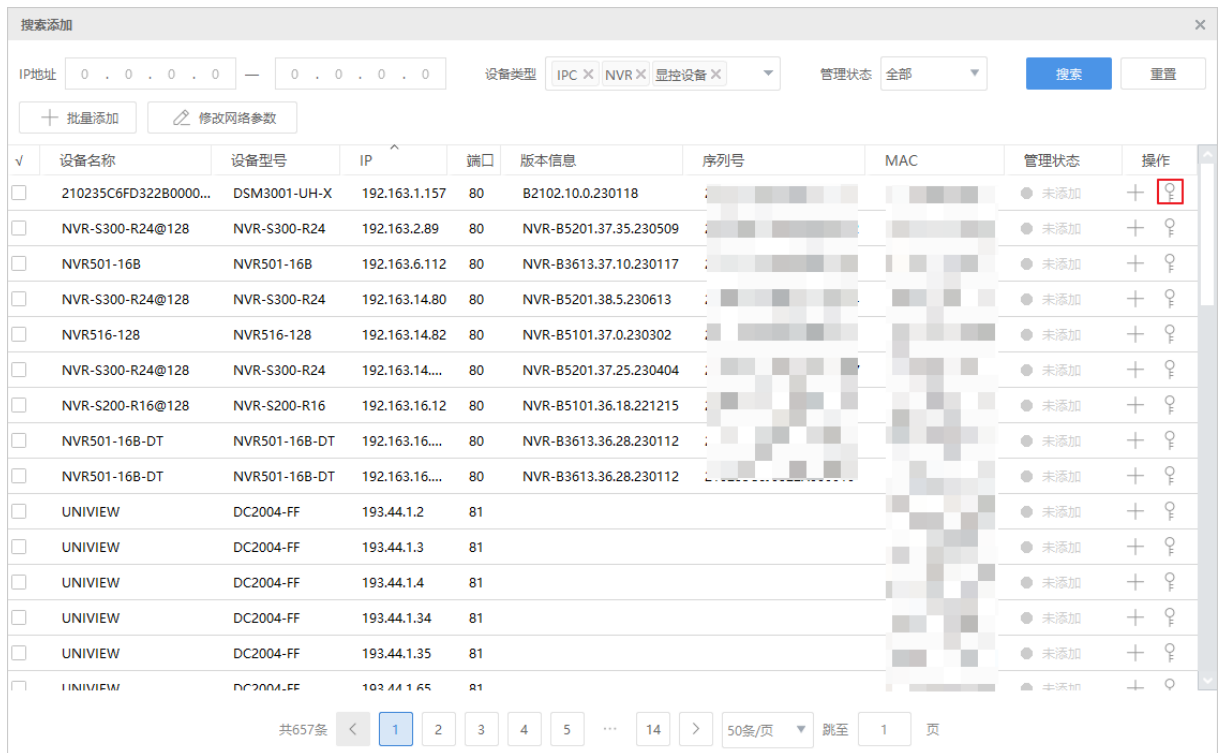 搜索添加 ×
IP地址 0 . 0 . 0 . 0 — 0 . 0 . 0 . 0 设备类型 IPC × NVR × 显控设备 × 管理状态 全部 搜索 重置
批量添加 修改网络参数
√ 设备名称 设备型号 IP 端口 版本信息 序列号 MAC 管理状态 操作
210235C6FD322B0000... DSM3001-UH-X 192.163.1.157 80 B2102.10.0.230118 未添加
NVR-S300-R24@128 NVR-S300-R24 192.163.2.89 80 NVR-B5201.37.35.230509 未添加
NVR501-16B NVR501-16B 192.163.6.112 80 NVR-B3613.37.10.230117 未添加
NVR-S300-R24@128 NVR-S300-R24 192.163.14.80 80 NVR-B5201.38.5.230613 未添加
NVR516-128 NVR516-128 192.163.14.82 80 NVR-B5101.37.0.230302 未添加
NVR-S300-R24@128 NVR-S300-R24 192.163.14.... 80 NVR-B5201.37.25.230404 未添加
NVR-S200-R16@128 NVR-S200-R16 192.163.16.12 80 NVR-B5101.36.18.221215 未添加
NVR501-16B-DT NVR501-16B-DT 192.163.16.... 80 NVR-B3613.36.28.230112 未添加
NVR501-16B-DT NVR501-16B-DT 192.163.16.... 80 NVR-B3613.36.28.230112 未添加
UNIVIEW DC2004-FF 193.44.1.2 81 未添加
UNIVIEW DC2004-FF 193.44.1.3 81 未添加
UNIVIEW DC2004-FF 193.44.1.4 81 未添加
UNIVIEW DC2004-FF 193.44.1.34 81 未添加
UNIVIEW DC2004-FF 193.44.1.35 81 未添加
UNIVIEW DC2004-FF 193.44.1.65 81 未添加
共657条 < 1 2 3 4 5 ··· 14 > 50条/页 跳至 1 页